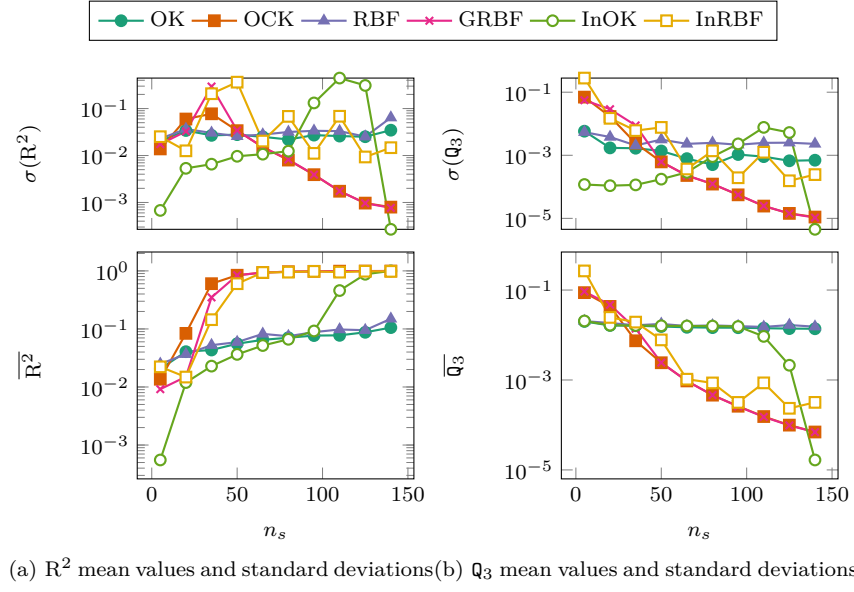 OK OCK RBF GRBF InOK InRBF
10⁻¹
10⁻²
10⁻³
σ(R²)
10⁻¹
10⁻³
10⁻⁵
σ(Q₃)
10⁰
10⁻¹
10⁻²
10⁻³
R̅²̅
0 50 100 150
nₛ
10⁻¹
10⁻³
10⁻⁵
Q̅₃̅
0 50 100 150
nₛ
(a) R² mean values and standard deviations
(b) Q₃ mean values and standard deviations